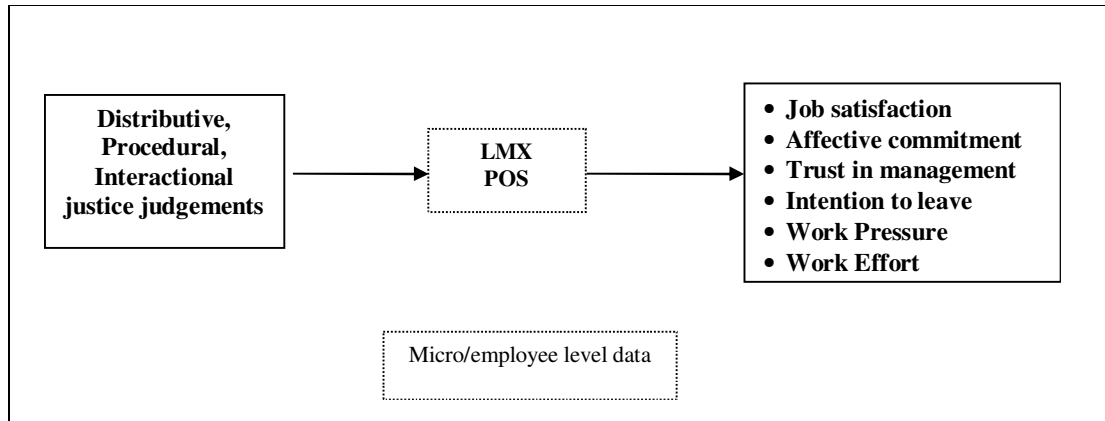 Distributive,
Procedural,
Interactional
justice judgements
LMX
POS
• Job satisfaction
• Affective commitment
• Trust in management
• Intention to leave
• Work Pressure
• Work Effort
Micro/employee level data